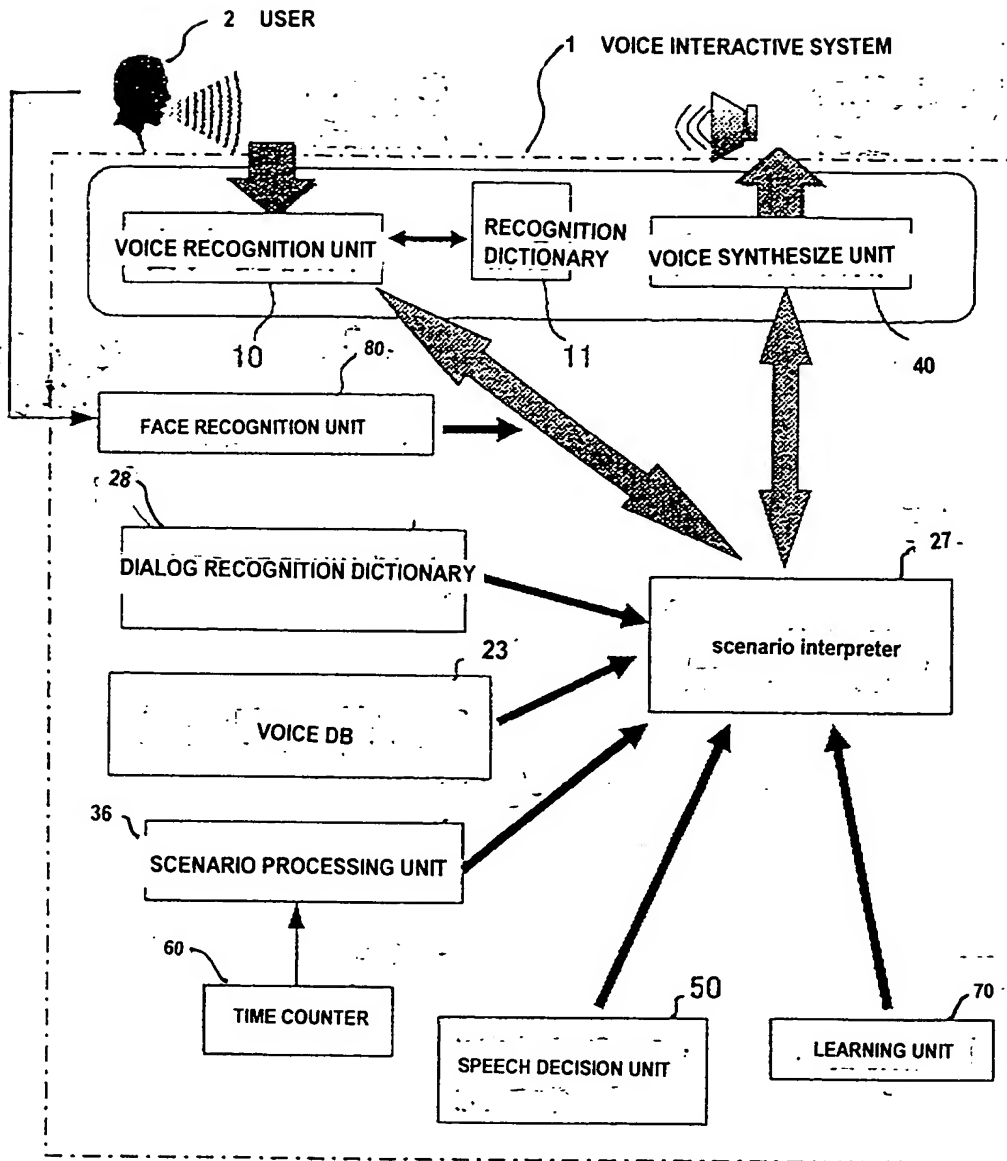 2 USER
1 VOICE INTERACTIVE SYSTEM
VOICE RECOGNITION UNIT
RECOGNITION
DICTIONARY
VOICE SYNTHESIZE UNIT
10
11
40
80
FACE RECOGNITION UNIT
28
DIALOG RECOGNITION DICTIONARY
27
scenario interpreter
23
VOICE DB
36
SCENARIO PROCESSING UNIT
60
TIME COUNTER
50
SPEECH DECISION UNIT
70
LEARNING UNIT